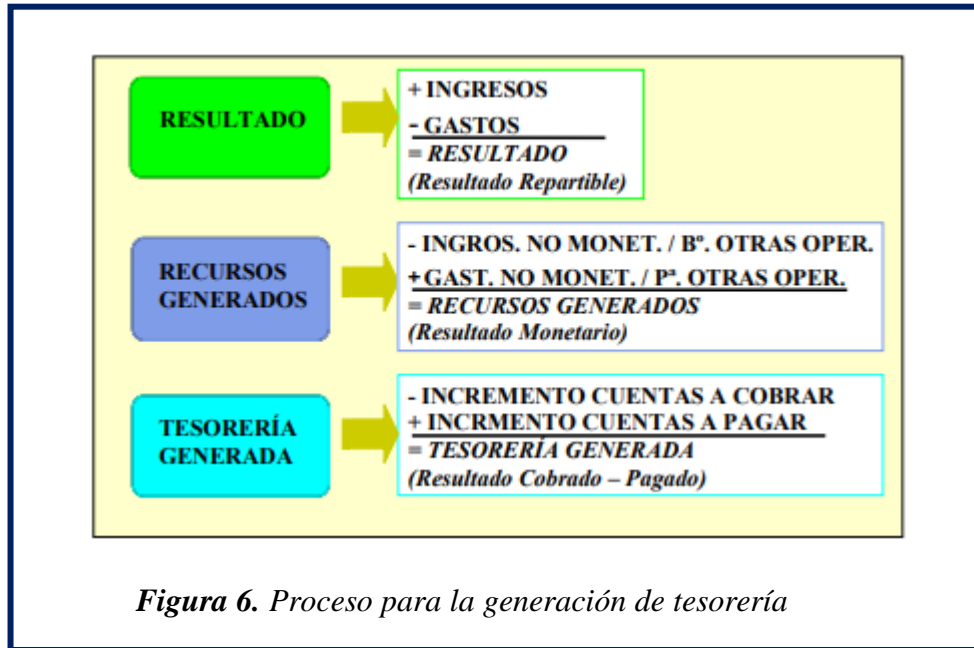 RESULTADO
+ INGRESOS
- GASTOS
= RESULTADO
(Resultado Repartible)
RECURSOS
GENERADOS
- INGROS. NO MONET. / Bº. OTRAS OPER.
+ GAST. NO MONET. / Pª. OTRAS OPER.
= RECURSOS GENERADOS
(Resultado Monetario)
TESORERÍA
GENERADA
- INCREMENTO CUENTAS A COBRAR
+ INCRMENTO CUENTAS A PAGAR
= TESORERÍA GENERADA
(Resultado Cobrado – Pagado)
Figura 6. Proceso para la generación de tesorería